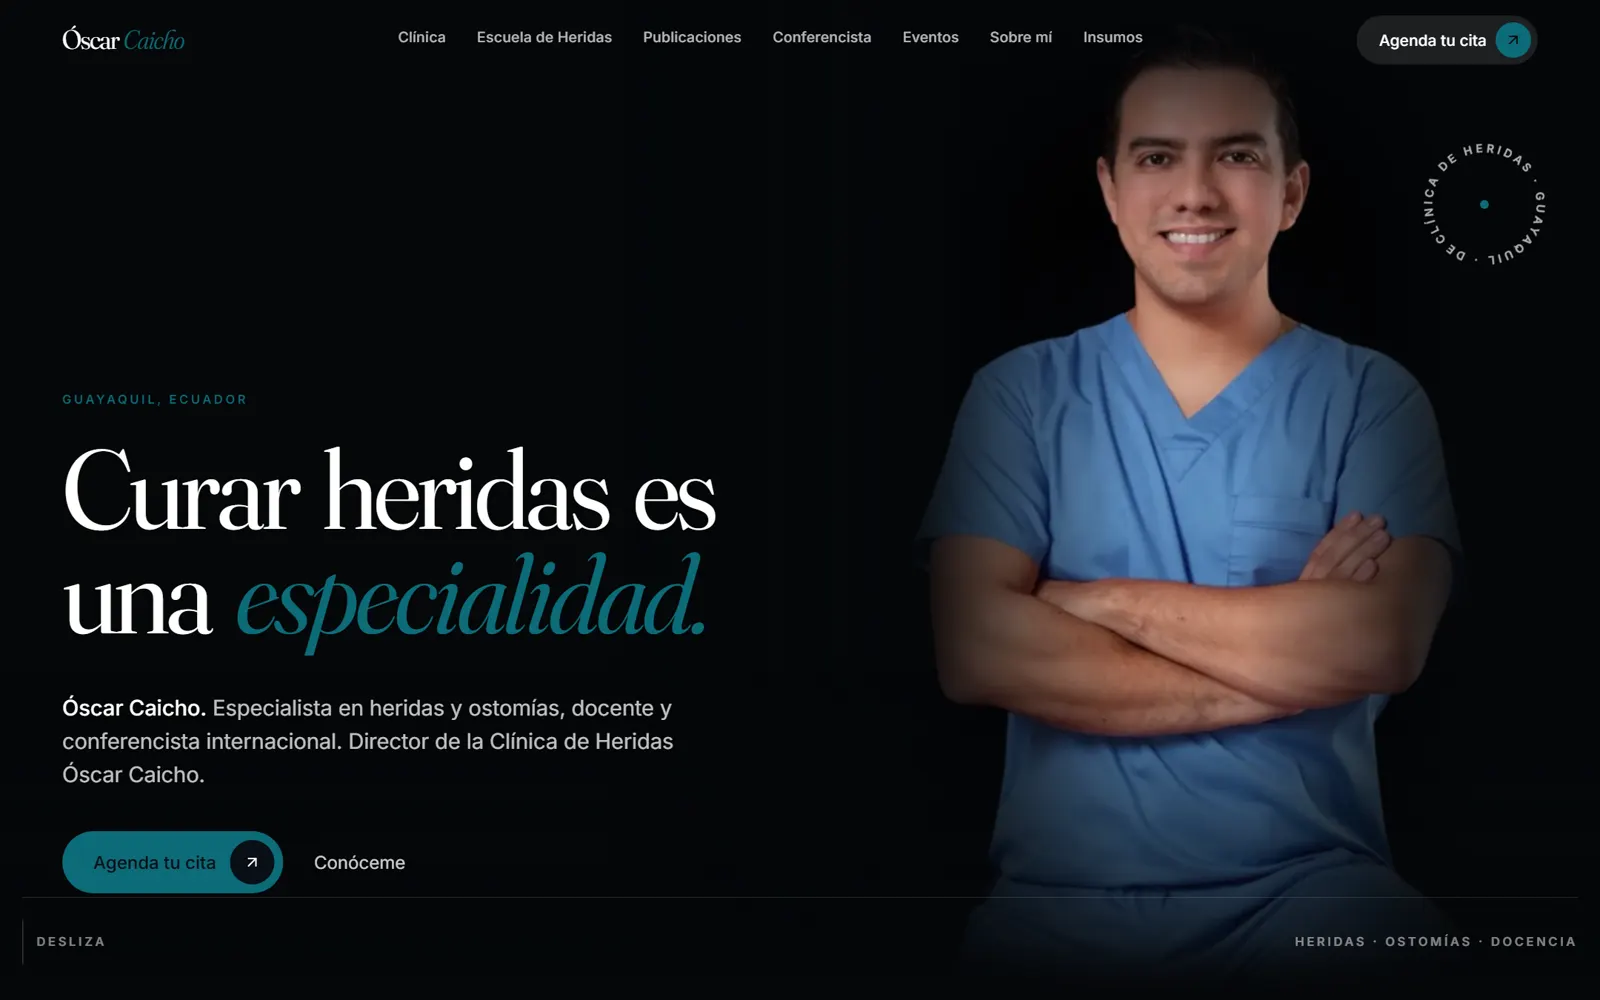 Óscar Caicho
Clínica
Escuela de Heridas
Publicaciones
Conferencista
Eventos
Sobre mí
Insumos
Agenda tu cita
CLÍNICA DE HERIDAS · GUAYAQUIL · DE
GUAYAQUIL, ECUADOR
Curar heridas es
una especialidad.
Óscar Caicho. Especialista en heridas y ostomías, docente y
conferencista internacional. Director de la Clínica de Heridas
Óscar Caicho.
Agenda tu cita
Conóceme
DESLIZA
HERIDAS · OSTOMÍAS · DOCENCIA